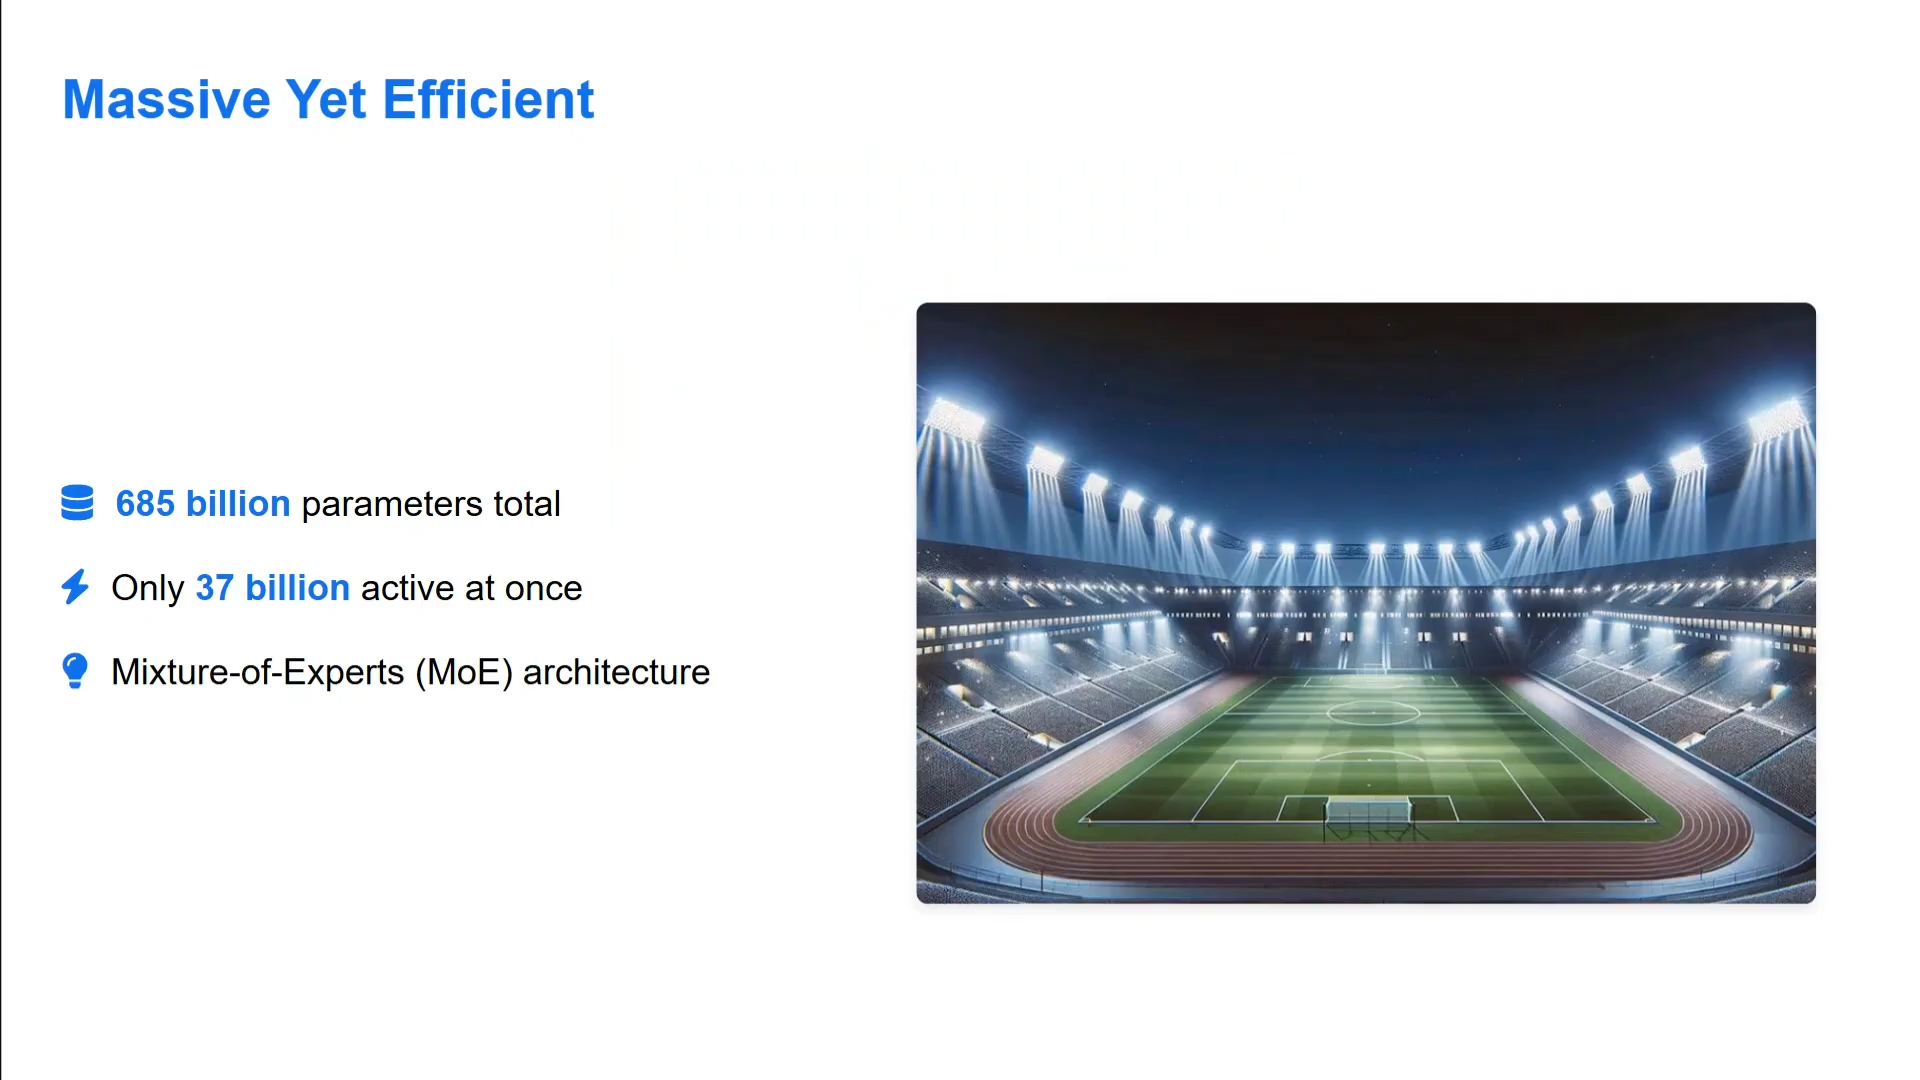 Massive Yet Efficient
685 billion parameters total
Only 37 billion active at once
Mixture-of-Experts (MoE) architecture